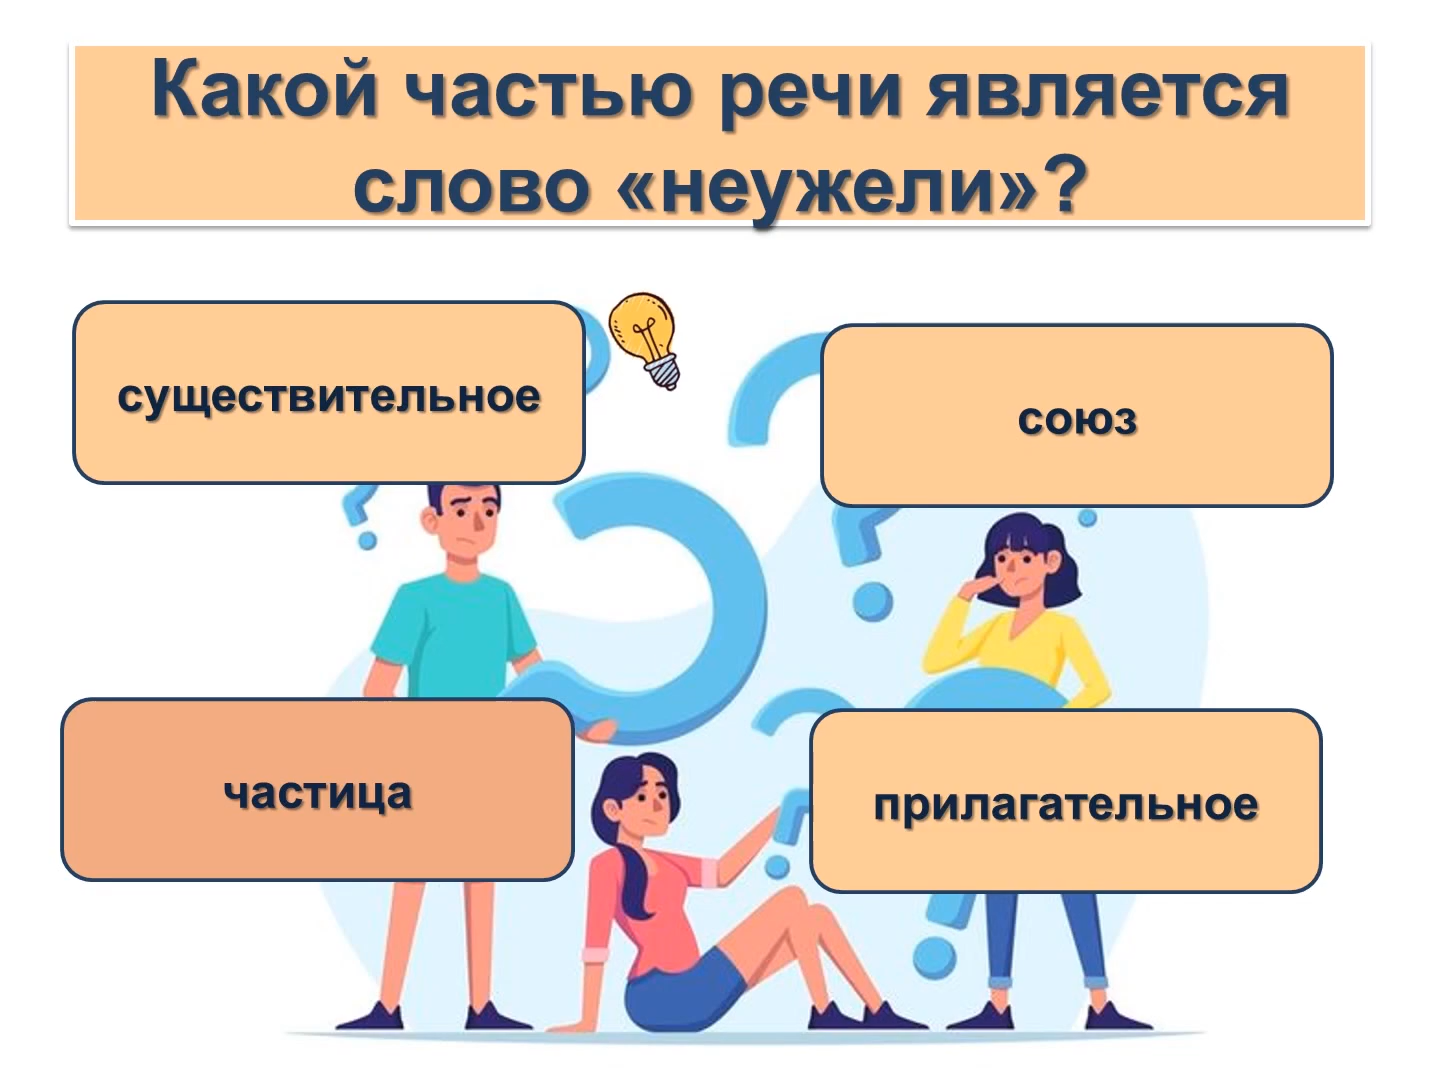 Какой частью речи является
слово «неужели»?
существительное
союз
частица
прилагательное